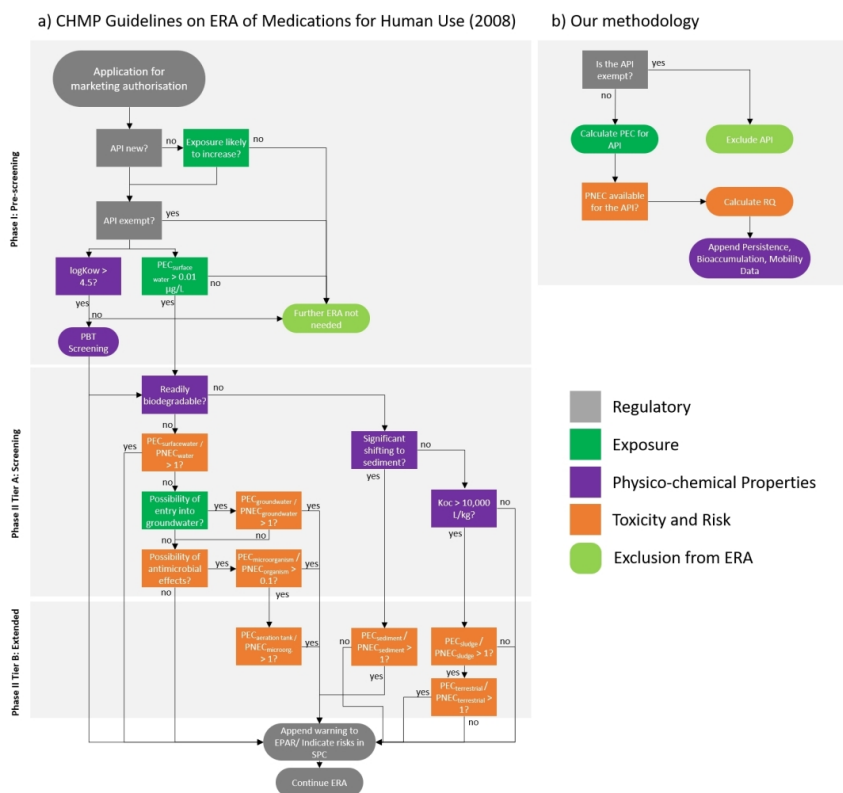 a) CHMP Guidelines on ERA of Medications for Human Use (2008)
Phase I: Pre-screening
Application for
marketing authorisation
API new?
no
Exposure likely
to increase?
no
API exempt?
yes
logKow >
4.5?
PECsurface
water > 0.01
µg/L
no
yes
no
yes
Further ERA not
needed
PBT
Screening
Phase II Tier A: Screening
Readily
biodegradable?
no
no
yes
PECsurfacewater /
PNECwater
> 1?
Significant
shifting to
sediment?
no
yes
Possibility of
entry into
groundwater?
yes
PECgroundwater /
PNECgroundwater
> 1?
yes
Koc > 10,000
L/kg?
no
no
no
yes
Possibility of
antimicrobial
effects?
yes
PECmicroorganism /
PNECorganism >
0.1?
yes
no
yes
Phase II Tier B: Extended
PECaeration tank /
PNECmicroorg.
> 1?
yes
no
PECsediment /
PNECsediment >
1?
yes
PECsludge /
PNECsludge > 1?
no
yes
yes
PECterrestrial /
PNECterrestrial >
1?
no
Append warning to
EPAR/ Indicate risks in
SPC
Continue ERA
b) Our methodology
Is the API
exempt?
yes
no
Calculate PEC for
API
Exclude API
PNEC available
for the API?
Calculate RQ
Append Persistence,
Bioaccumulation, Mobility
Data
Regulatory
Exposure
Physico-chemical Properties
Toxicity and Risk
Exclusion from ERA